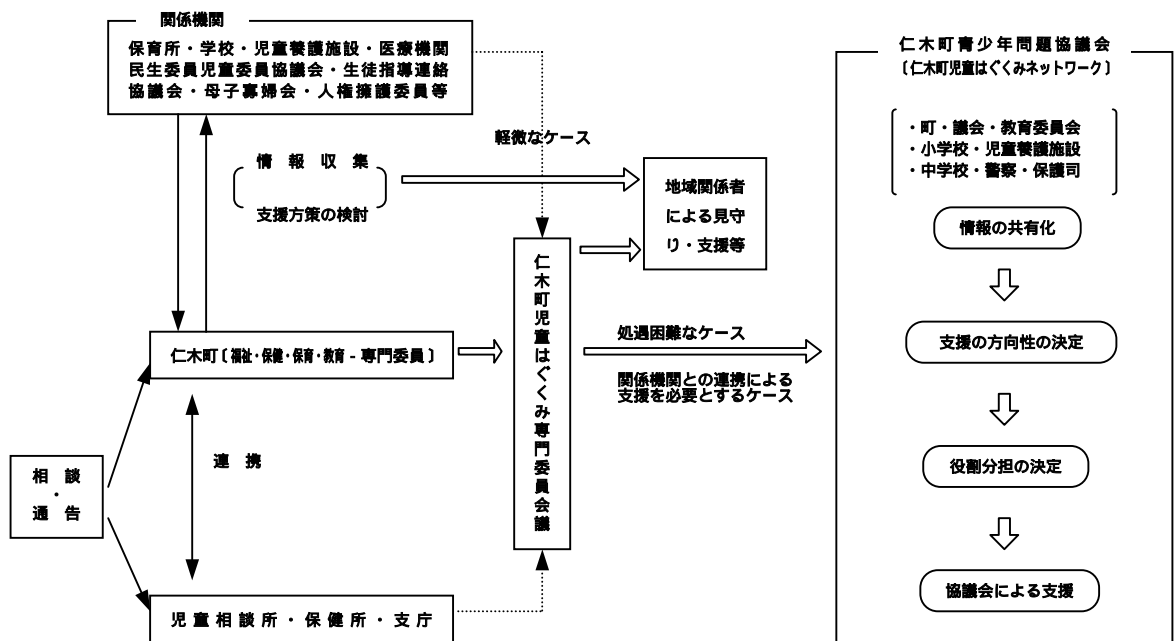 関係機関
保育所・学校・児童養護施設・医療機関
民生委員児童委員協議会・生徒指導連絡
協議会・母子寡婦会・人権擁護委員等
情報収集
支援方策の検討
軽微なケース
地域関係者
による見守
り・支援等
仁木町〔福祉・保健・保育・教育 - 専門委員〕
連携
相談
・
通告
児童相談所・保健所・支庁
仁木町児童はぐくみ専門委員会議
処遇困難なケース
関係機関との連携による
支援を必要とするケース
仁木町青少年問題協議会
〔仁木町児童はぐくみネットワーク〕
・町・議会・教育委員会
・小学校・児童養護施設
・中学校・警察・保護司
情報の共有化
支援の方向性の決定
役割分担の決定
協議会による支援